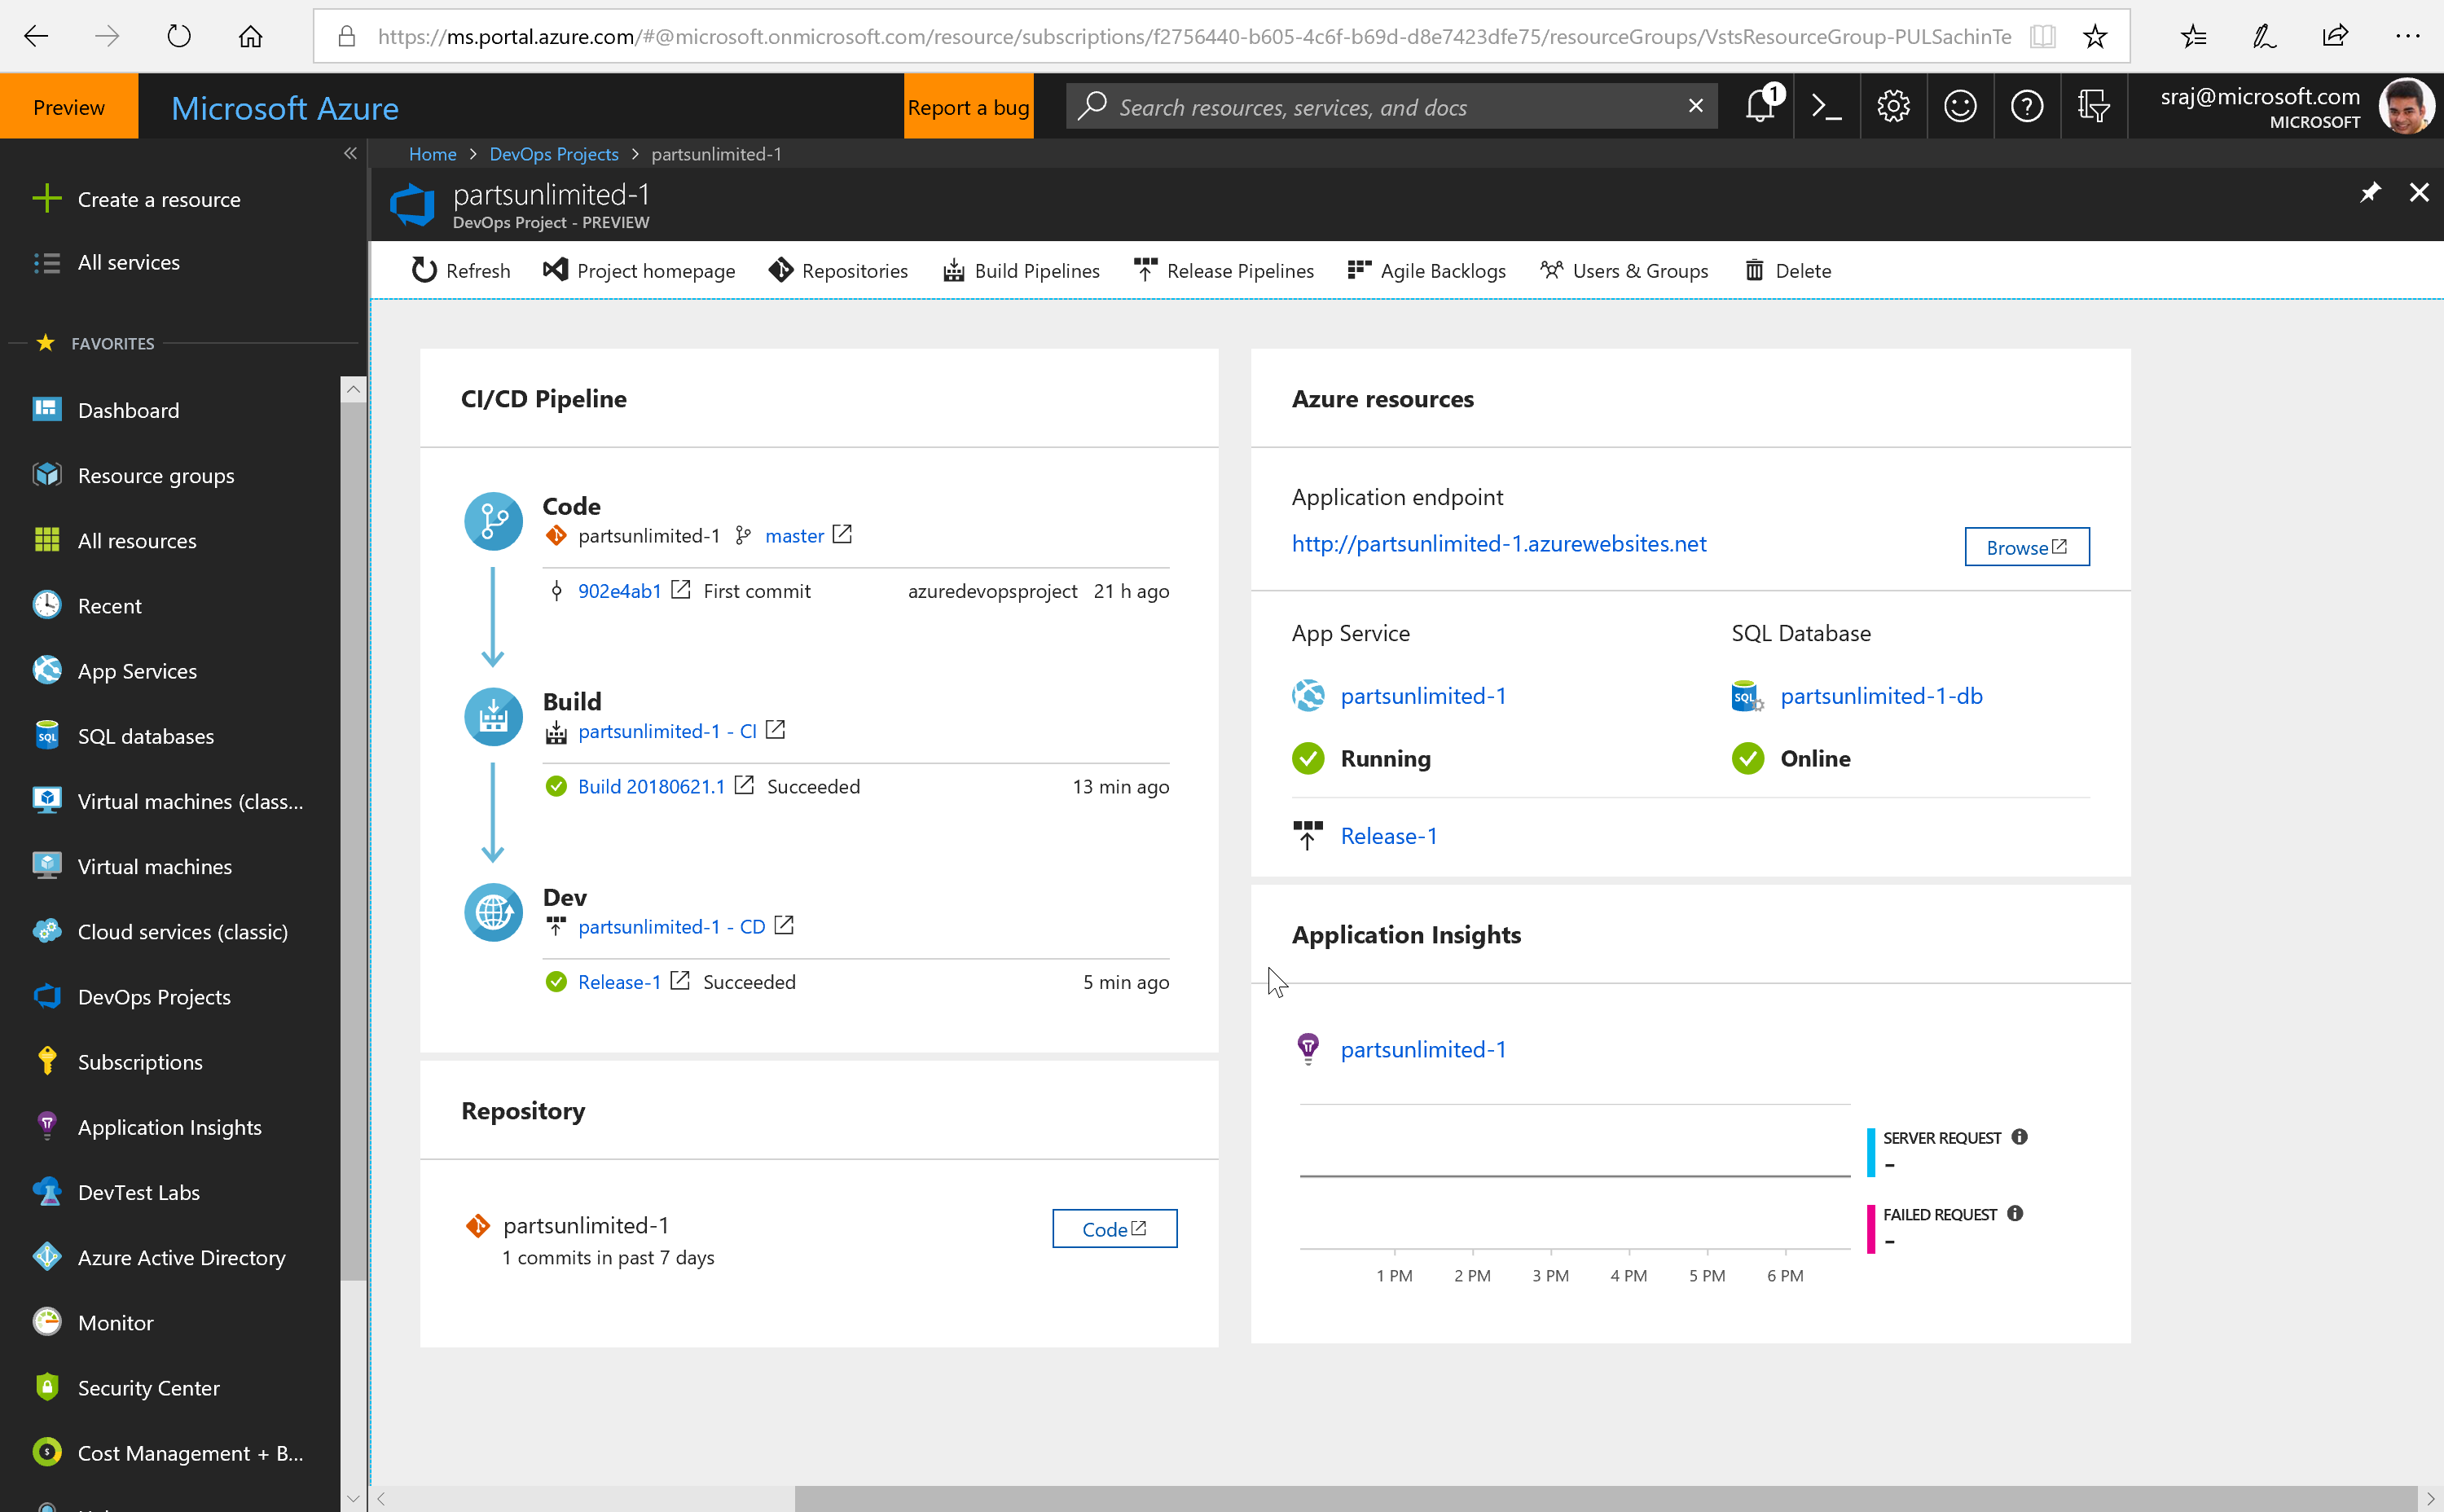 https://ms.portal.azure.com/#@microsoft.onmicrosoft.com/resource/subscriptions/f2756440-b605-4c6f-b69d-d8e7423dfe75/resourceGroups/VstsResourceGroup-PULSachinTe
Preview
Microsoft Azure
Report a bug
Search resources, services, and docs
1
sraj@microsoft.com
MICROSOFT
Home > DevOps Projects > partsunlimited-1
partsunlimited-1
DevOps Project - PREVIEW
Create a resource
All services
FAVORITES
Dashboard
Resource groups
All resources
Recent
App Services
SQL databases
Virtual machines (class...
Virtual machines
Cloud services (classic)
DevOps Projects
Subscriptions
Application Insights
DevTest Labs
Azure Active Directory
Monitor
Security Center
Cost Management + B...
Refresh
Project homepage
Repositories
Build Pipelines
Release Pipelines
Agile Backlogs
Users & Groups
Delete
CI/CD Pipeline
Code
partsunlimited-1 master
902e4ab1 First commit azuredevopsproject 21 h ago
Build
partsunlimited-1 - CI
Build 20180621.1 Succeeded 13 min ago
Dev
partsunlimited-1 - CD
Release-1 Succeeded 5 min ago
Repository
partsunlimited-1
1 commits in past 7 days
Code
Azure resources
Application endpoint
http://partsunlimited-1.azurewebsites.net
Browse
App Service
partsunlimited-1
Running
SQL Database
SQL
partsunlimited-1-db
Online
Release-1
Application Insights
partsunlimited-1
SERVER REQUEST
--
FAILED REQUEST
--
1 PM 2 PM 3 PM 4 PM 5 PM 6 PM